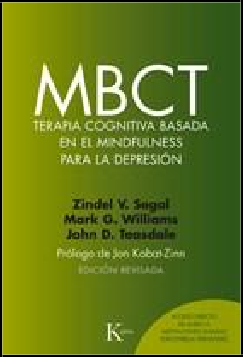 MBCT
TERAPIA COGNITIVA BASADA
EN EL MINDFULNESS
PARA LA DEPRESIÓN
Zindel V. Segal
Mark G. Williams
John D. Teasdale
Prólogo de Jon Kabat-Zinn
EDICIÓN REVISADA
K